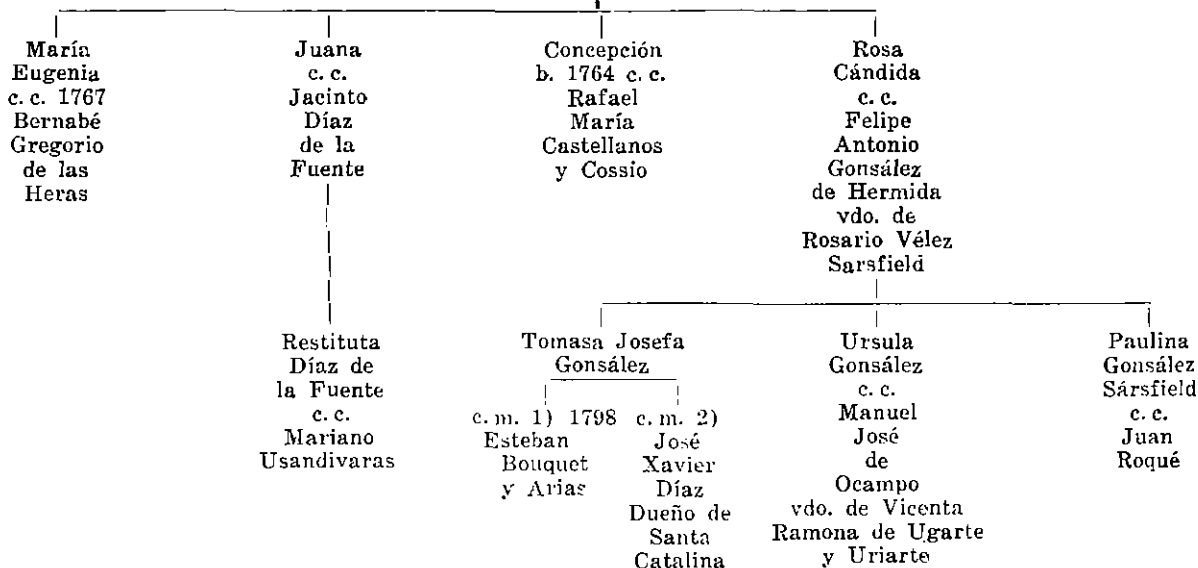 María
Eugenia
c. c. 1767
Bernabé
Gregorio
de las
Heras
Juana
c. c.
Jacinto
Díaz
de la
Fuente
Concepción
b. 1764 c. c.
Rafael
María
Castellanos
y Cossio
Rosa
Cándida
c. c.
Felipe
Antonio
Gonsález
de Hermida
vdo. de
Rosario Vélez
Sarsfield
Restituta
Díaz de
la Fuente
c. c.
Mariano
Usandivaras
Tomasa Josefa
Gonsález
c. m. 1) 1798
Esteban
Bouquet
y Arias
c. m. 2)
José
Xavier
Díaz
Dueño de
Santa
Catalina
Ursula
Gonsález
c. c.
Manuel
José
de
Ocampo
vdo. de Vicenta
Ramona de Ugarte
y Uriarte
Paulina
Gonsález
Sársfield
c. c.
Juan
Roqué